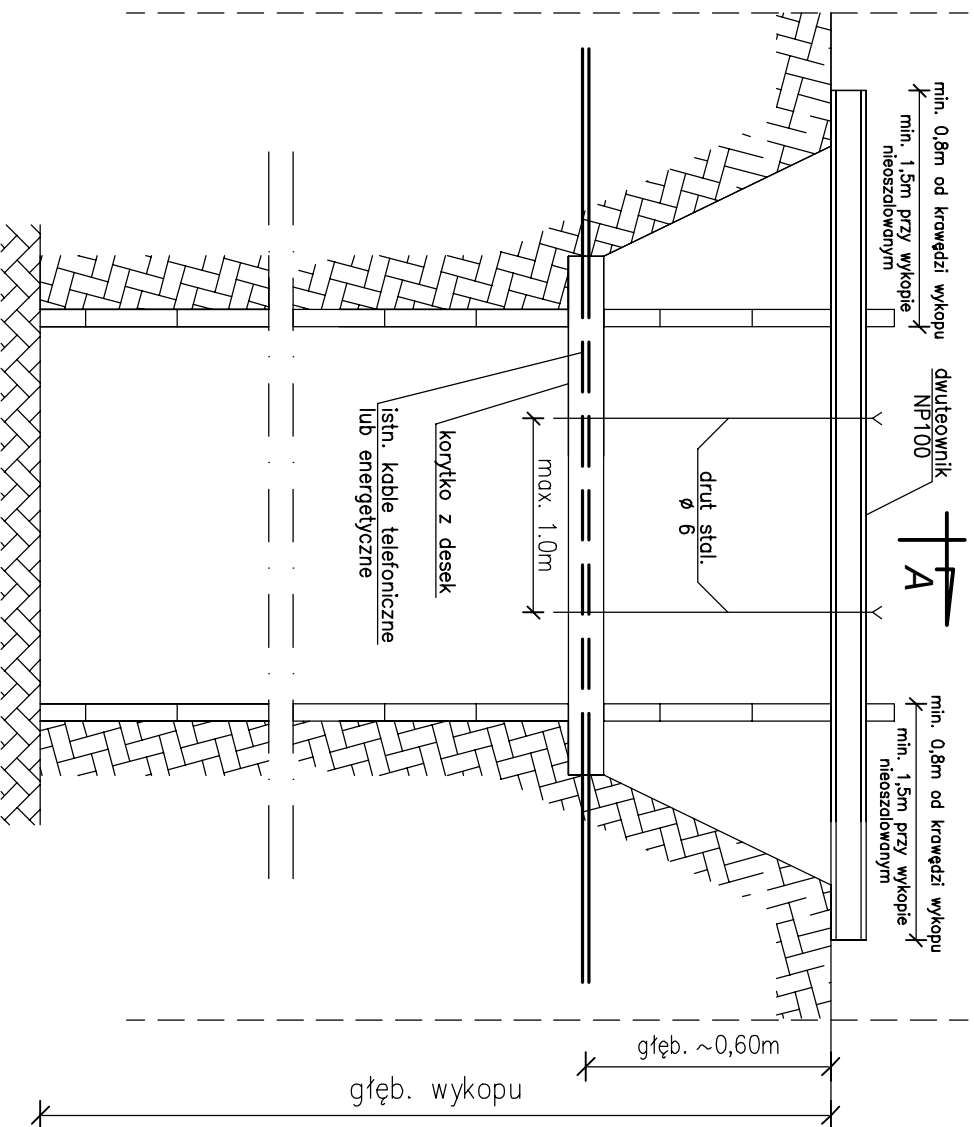 min. 0,8m od krawędzi wykopu
min. 1,5m przy wykopie
nieoszalowanym
dwuteownik
NP100
A
min. 0,8m od krawędzi wykopu
min. 1,5m przy wykopie
nieoszalowanym
drut stal.
ø 6
max. 1.0m
korytko z desek
istn. kable telefoniczne
lub energetyczne
głęb. ~0,60m
głęb. wykopu